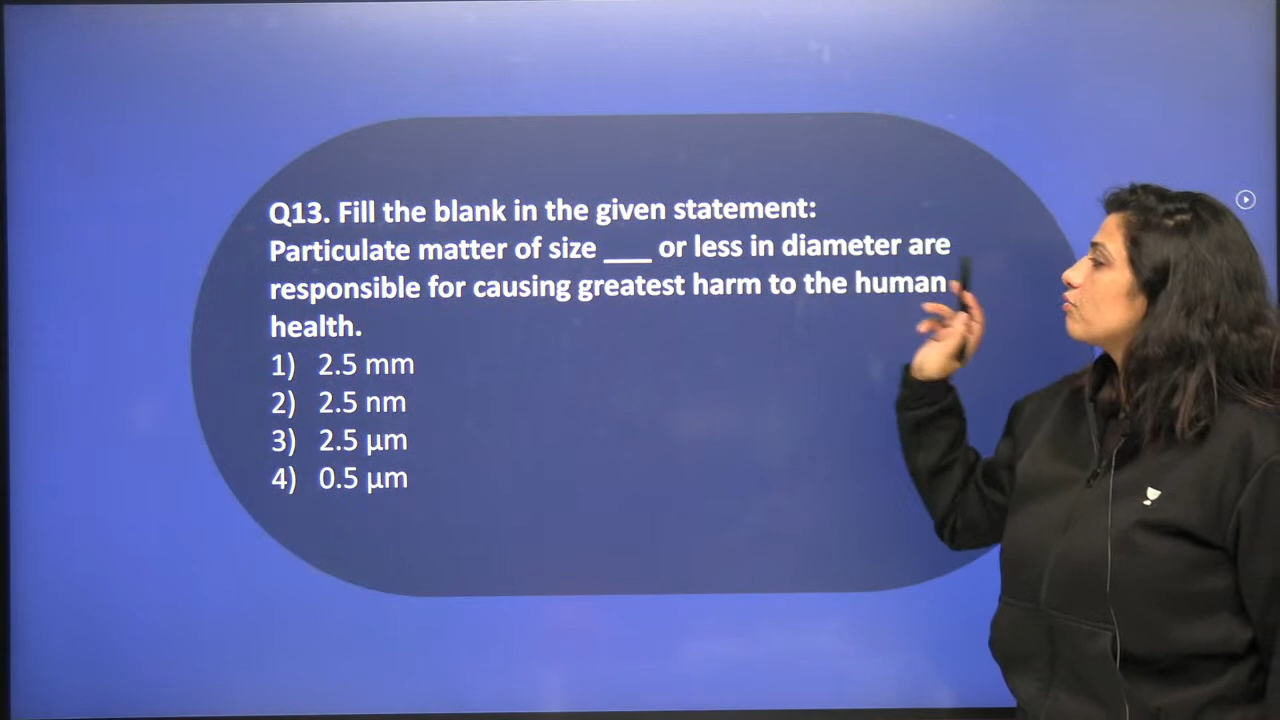 Q13. Fill the blank in the given statement:
Particulate matter of size ___ or less in diameter are
responsible for causing greatest harm to the human
health.
1) 2.5 mm
2) 2.5 nm
3) 2.5 µm
4) 0.5 µm